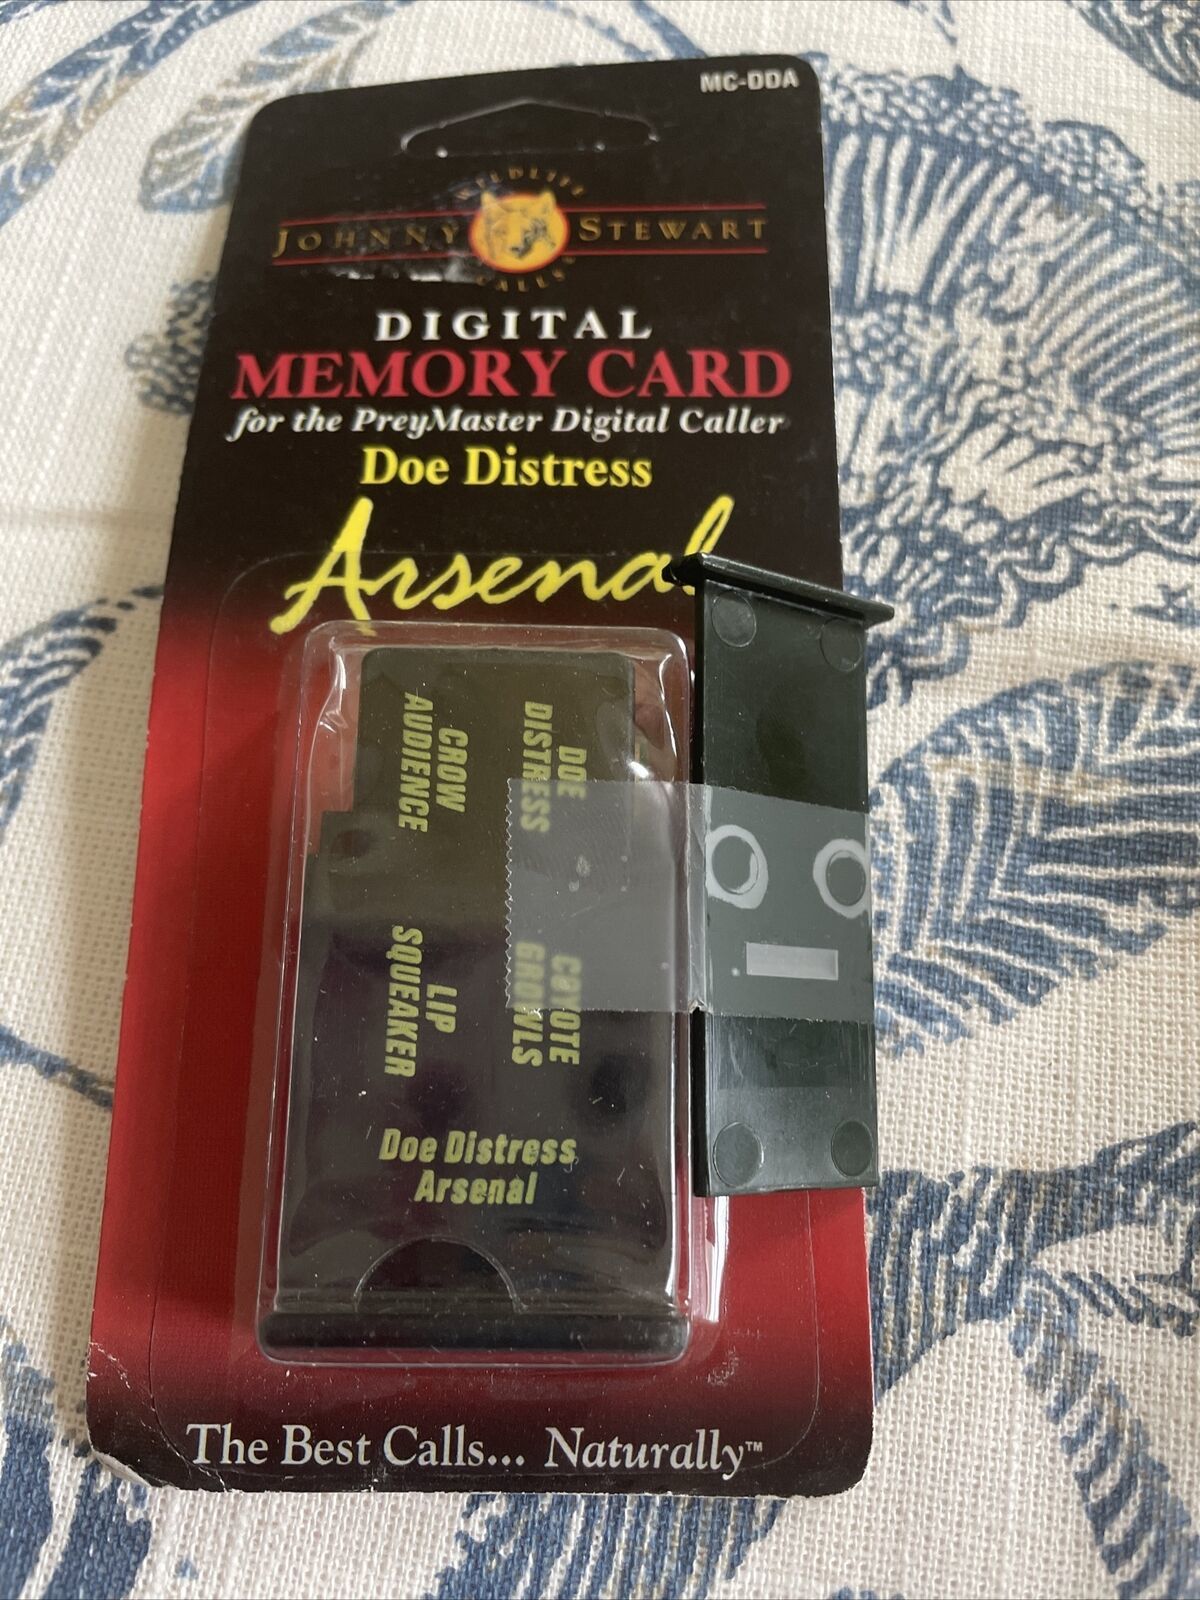 MC-DDA
WILDLIFE
JOHNNY STEWART
CALLS
DIGITAL
MEMORY CARD
for the PreyMaster Digital Caller
Doe Distress
Arsenal
CROW
AUDIENCE
DOE
DISTRESS
LIP
SQUEAKER
COYOTE
GROWLS
Doe Distress
Arsenal
The Best Calls... Naturally™